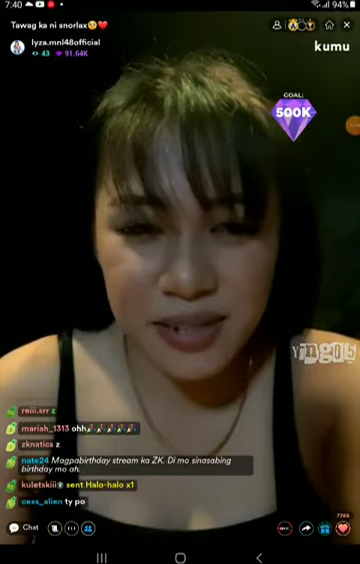 7:40
94%
Tawag ka ni snorlax🥺❤️
lyza.mnl48official
43 91.64K
kumu
GOAL:
500K
Yingo5
reiii.srr z
mariah_1313 ohh🎉🎉🎉🎉🎉
zknatics z
nate24 Magpabirthday stream ka ZK. Di mo sinasabing
birthday mo ah.
kuletskiii sent Halo-halo x1
cess_alien ty po
7746
Chat